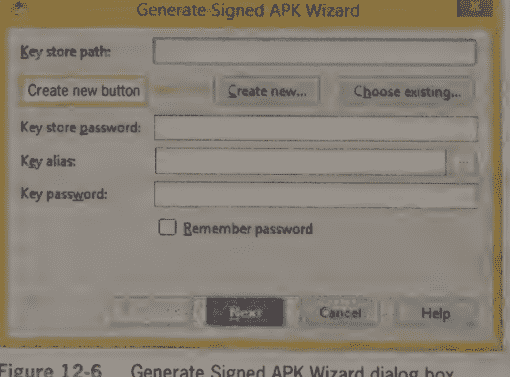 Generate Signed APK Wizard
Key store path:
Create new button
Create new...
Choose existing...
Key store password:
Key alias:
Key password:
Remember password
Next
Cancel
Help
Figure 12-6 Generate Signed APK Wizard dialog box